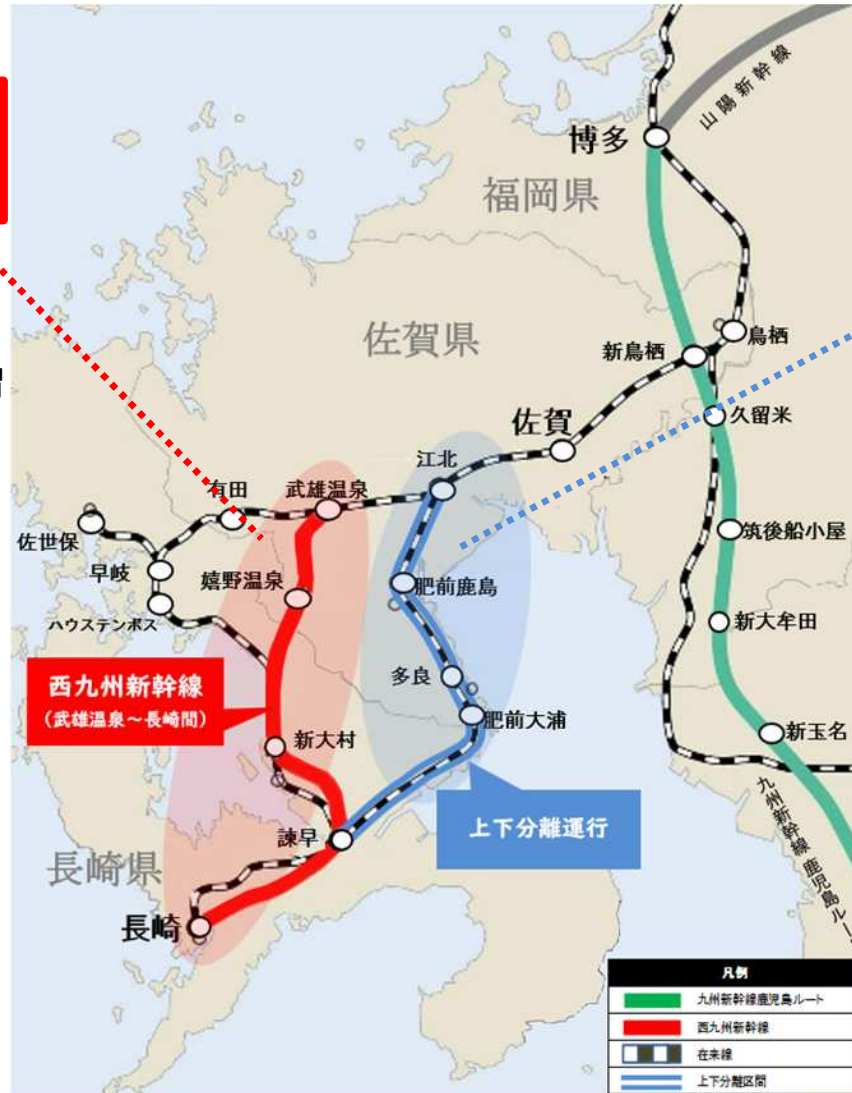 山陽新幹線
博多
福岡県
佐賀県
鳥栖
新鳥栖
久留米
佐賀
江北
武雄温泉
有田
佐世保
早岐
ハウステンボス
嬉野温泉
肥前鹿島
筑後船小屋
新大牟田
多良
肥前大浦
新玉名
西九州新幹線
(武雄温泉～長崎間)
新大村
諫早
上下分離運行
長崎県
長崎
九州新幹線鹿児島ルー
凡例
九州新幹線鹿児島ルート
西九州新幹線
在来線
上下分離区間